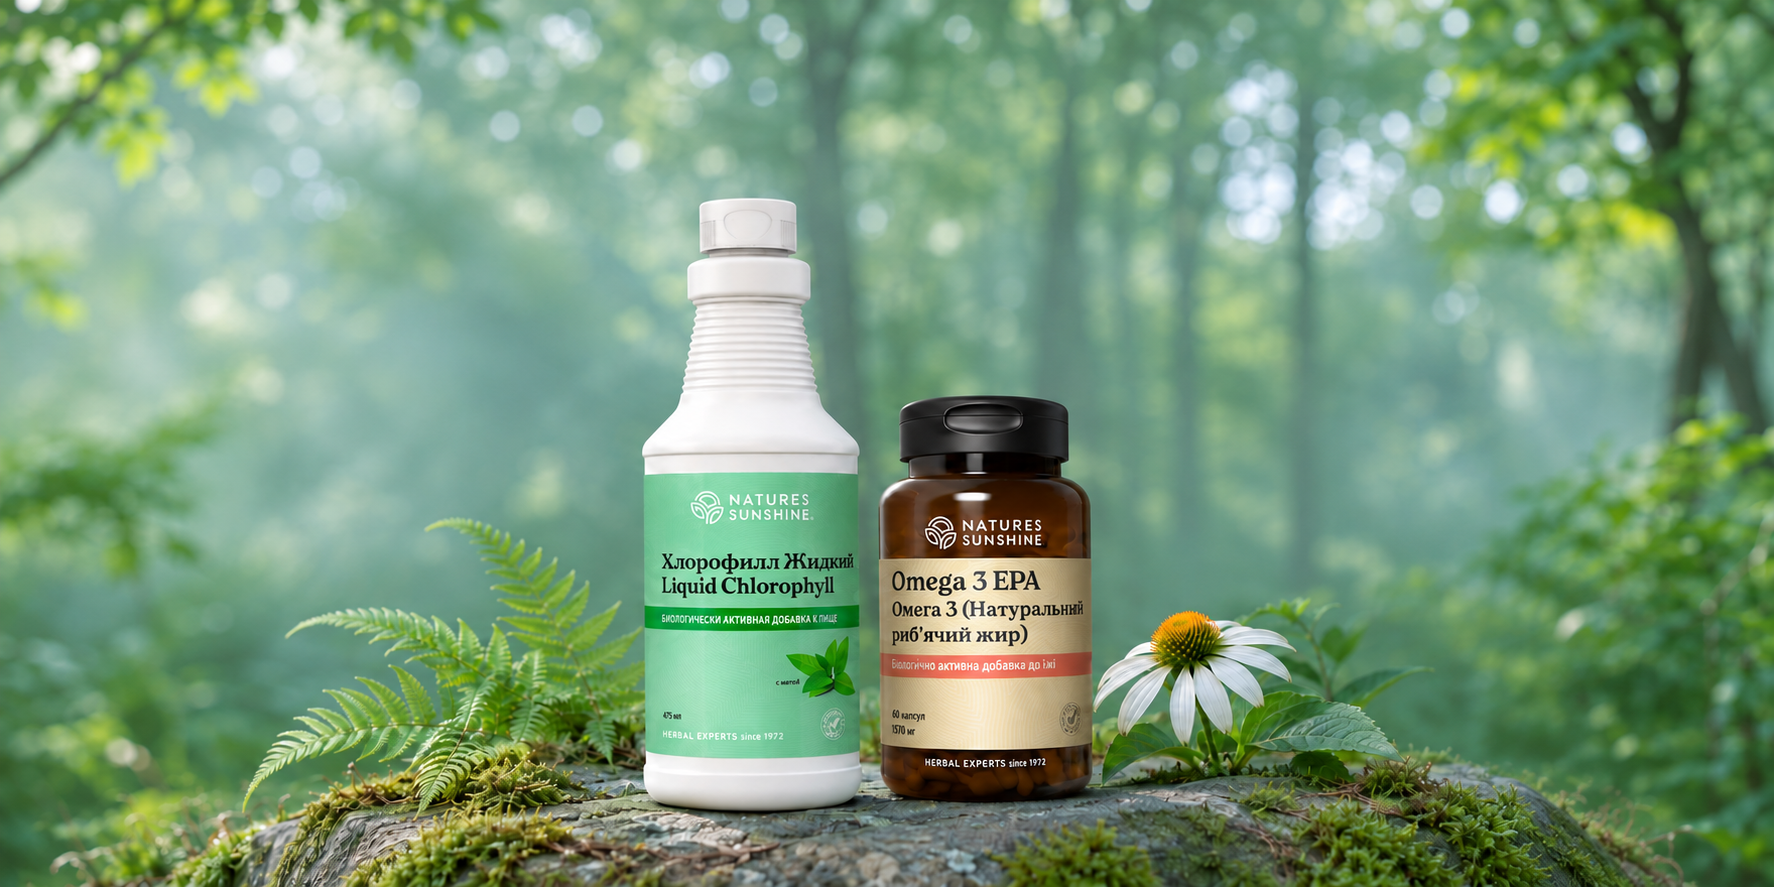 NATURES
SUNSHINE
Хлорофилл Жидкий
Liquid Chlorophyll
БИОЛОГИЧЕСКИ АКТИВНАЯ ДОБАВКА К ПИЩЕ
с мятой
475 мл
HERBAL EXPERTS since 1972
NATURES
SUNSHINE
Omega 3 EPA
Омега 3 (Натуральний
риб'ячий жир)
Біологічно активна добавка до їжі
60 капсул
1570 мг
HERBAL EXPERTS since 1972